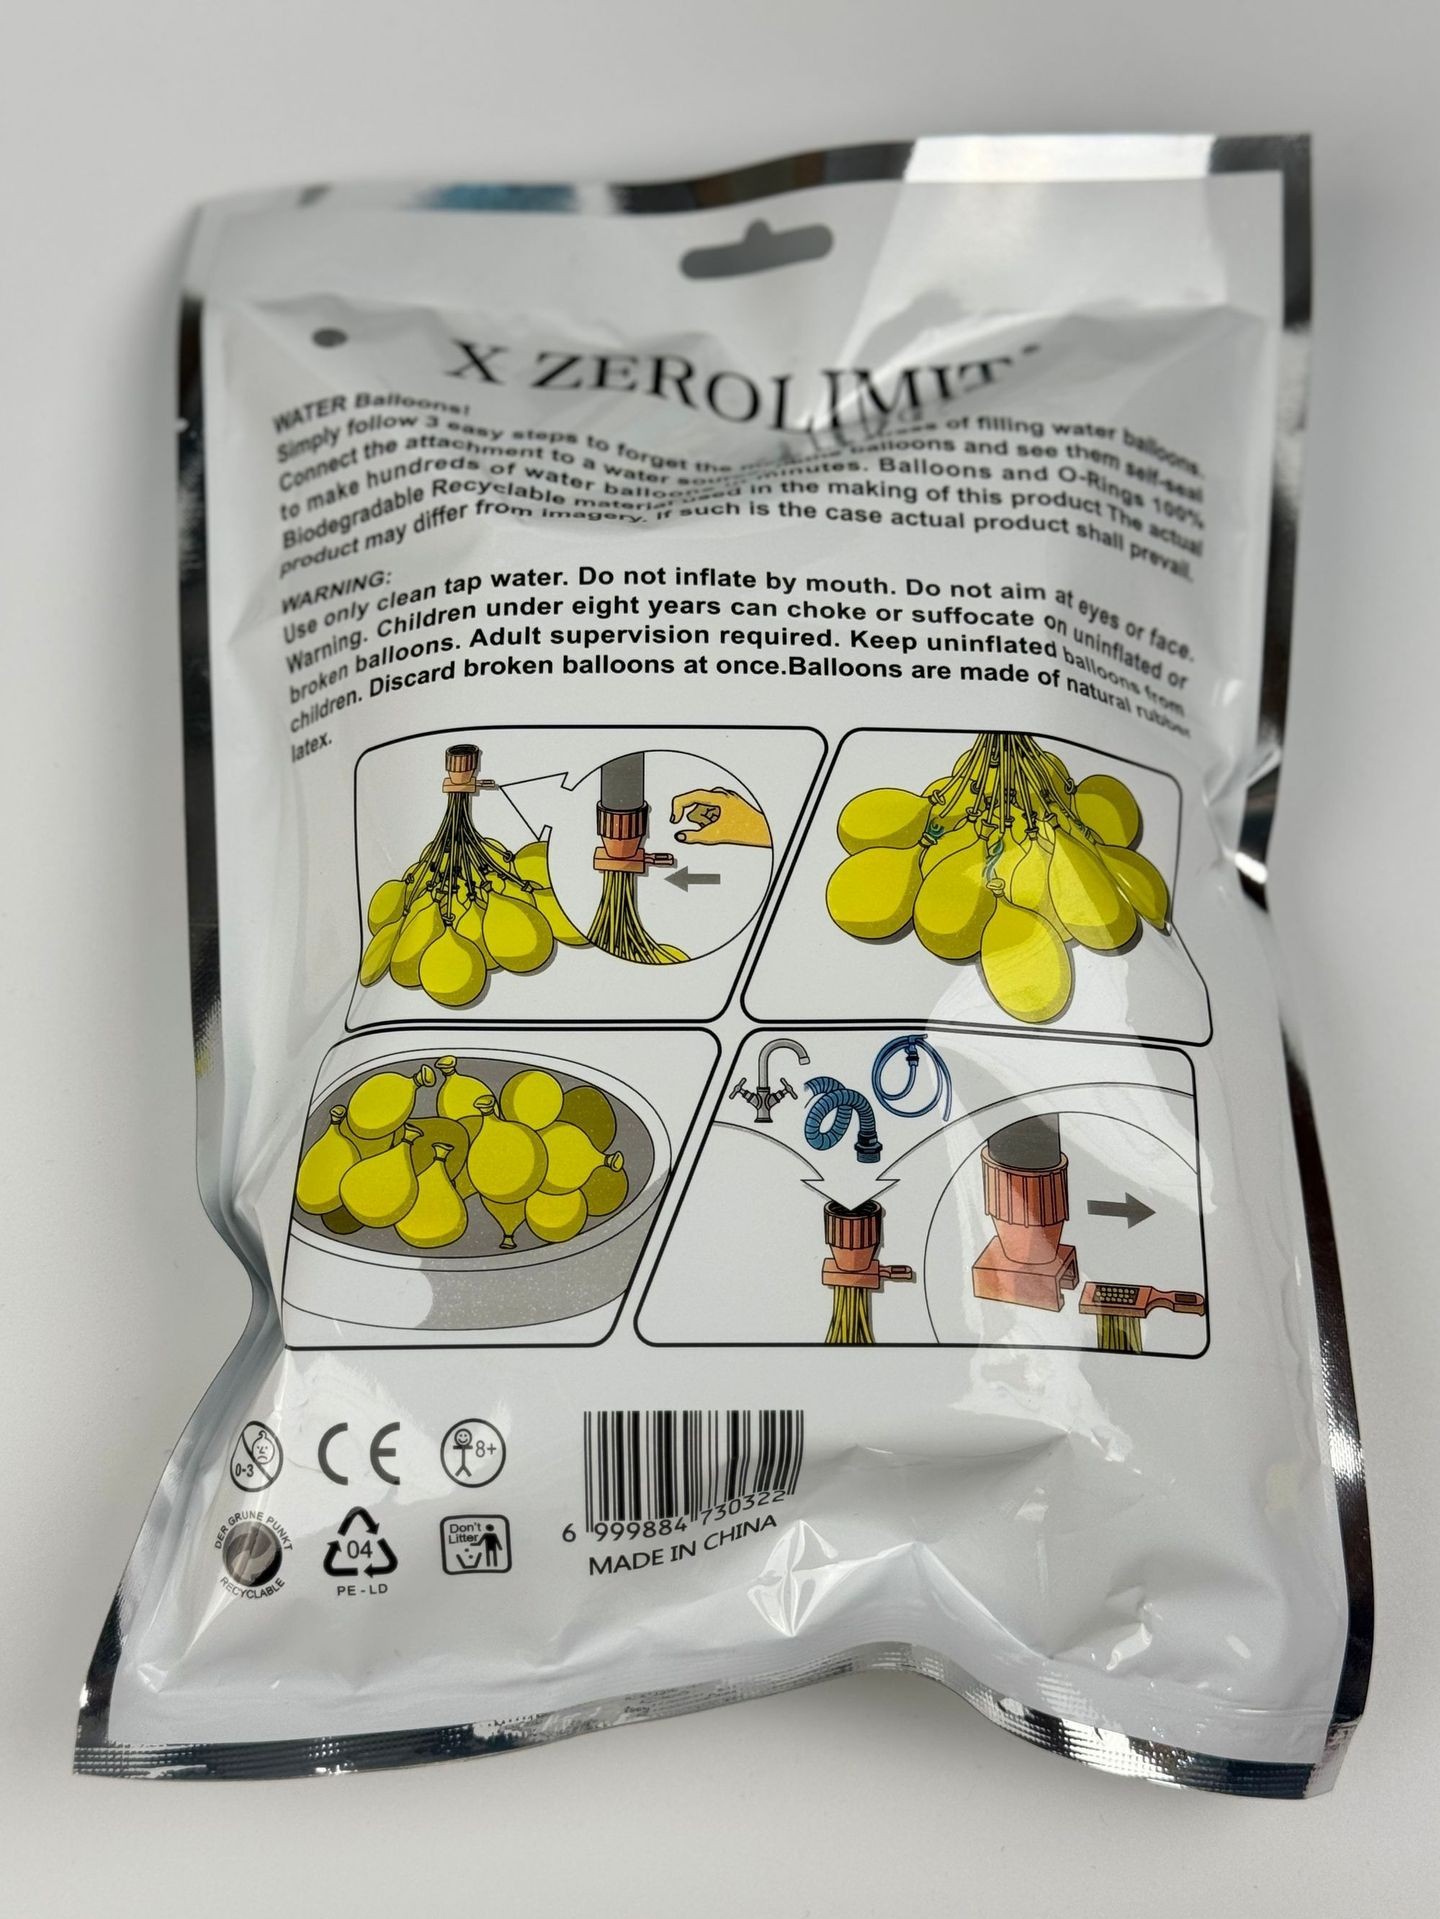 X ZEROLIMIT
WATER Balloons!
Simply follow 3 easy steps to forget the of filling water balloons.
Connect the attachment to a water balloons and see them self-seal
to make hundreds of water minutes. Balloons and O-Rings 100%
Biodegradable Recyclable material used in the making of this product The actual
product may differ from imagery. If such is the case actual product shall prevail.
WARNING:
Use only clean tap water. Do not inflate by mouth. Do not aim at eyes or face.
Warning. Children under eight years can choke or suffocate on uninflated or
broken balloons. Adult supervision required. Keep uninflated balloons from
children. Discard broken balloons at once.Balloons are made of natural rubber
latex.
0-3
CE
8+
DER GRUNE PUNKT
RECYCLABLE
04
PE-LD
Don't
Litter
6 999884 730322
MADE IN CHINA